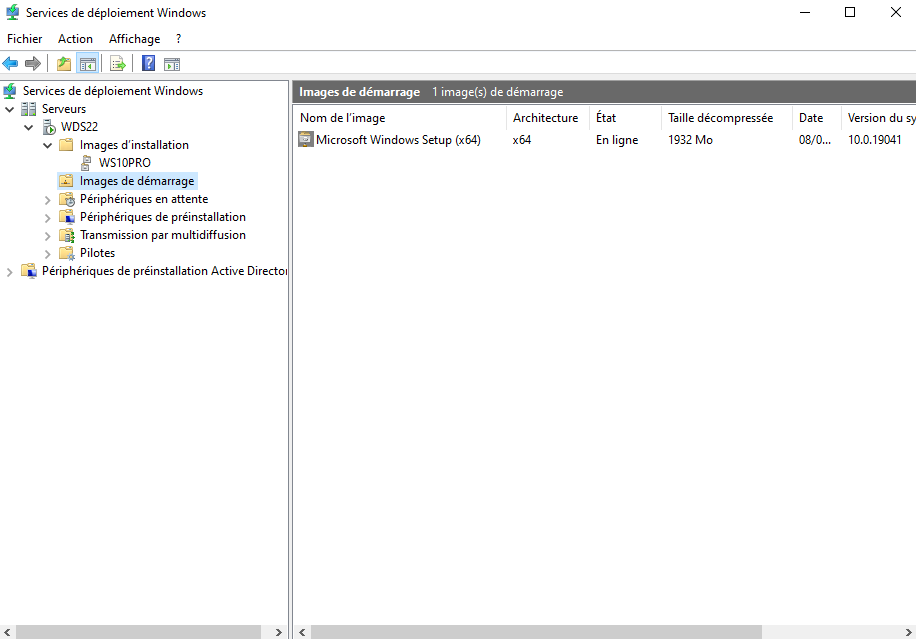 Services de déploiement Windows
Fichier Action Affichage ?
Services de déploiement Windows
Serveurs
WDS22
Images d'installation
WS10PRO
Images de démarrage
Périphériques en attente
Périphériques de préinstallation
Transmission par multidiffusion
Pilotes
Périphériques de préinstallation Active Director
Images de démarrage 1 image(s) de démarrage
Nom de l'image Architecture État Taille décompressée Date Version du sy
Microsoft Windows Setup (x64) x64 En ligne 1932 Mo 08/0... 10.0.19041